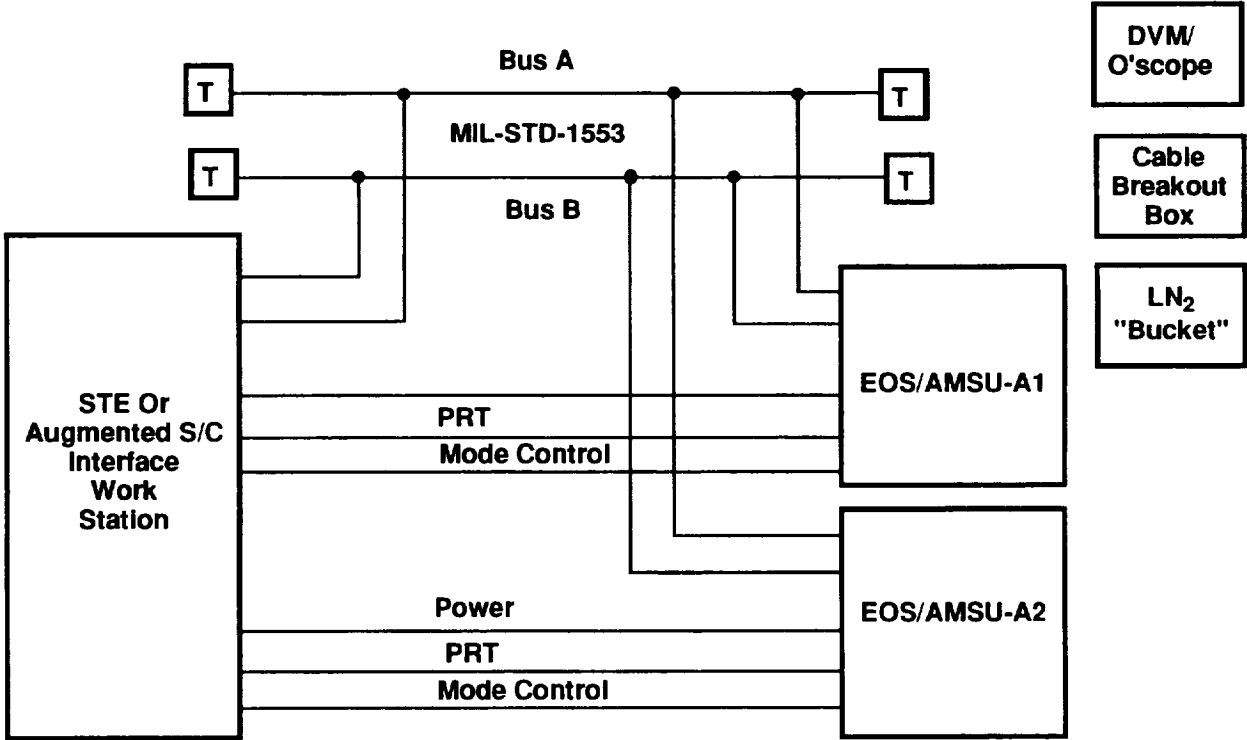 Bus A
T
T
MIL-STD-1553
T
T
Bus B
DVM/
O'scope
Cable
Breakout
Box
LN2
"Bucket"
STE Or
Augmented S/C
Interface
Work
Station
PRT
Mode Control
EOS/AMSU-A1
Power
PRT
Mode Control
EOS/AMSU-A2